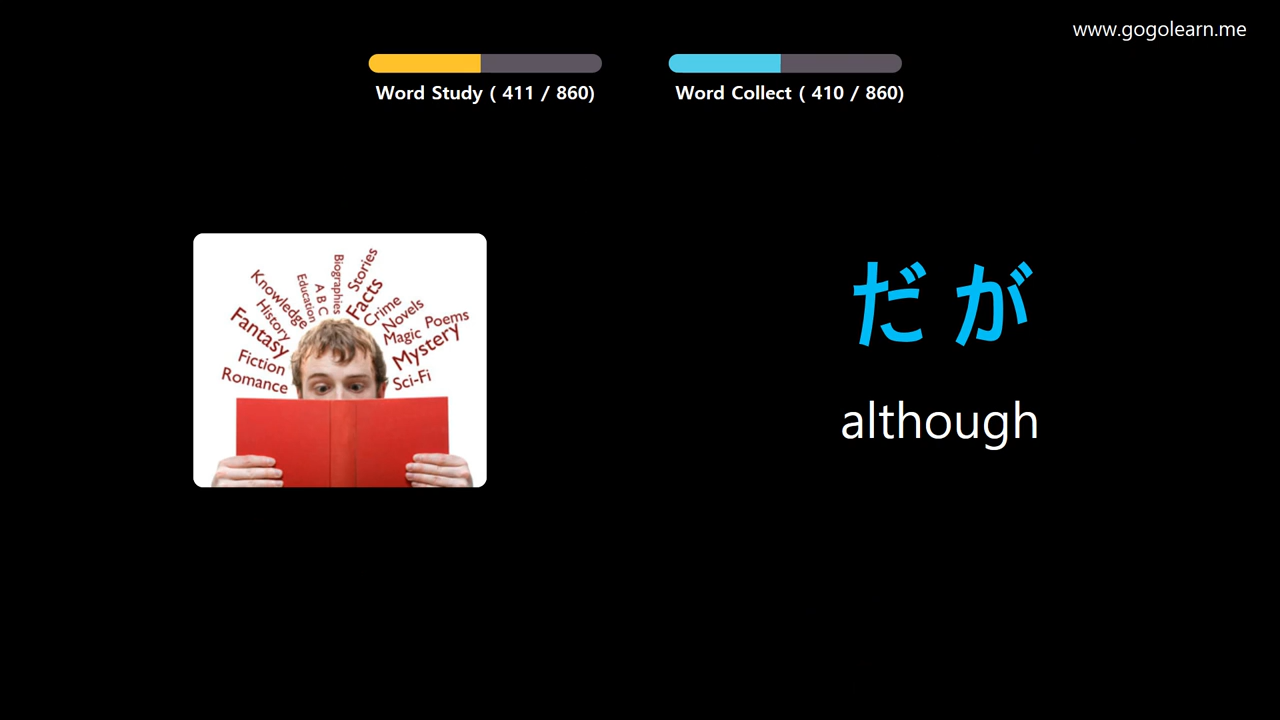 www.gogolearn.me
Word Study ( 411 / 860)
Word Collect ( 410 / 860)
Knowledge
History
Fantasy
Fiction
Romance
Education
A B C
Biographies
Stories
Facts
Crime
Novels
Magic
Poems
Mystery
Sci-Fi
だが
although